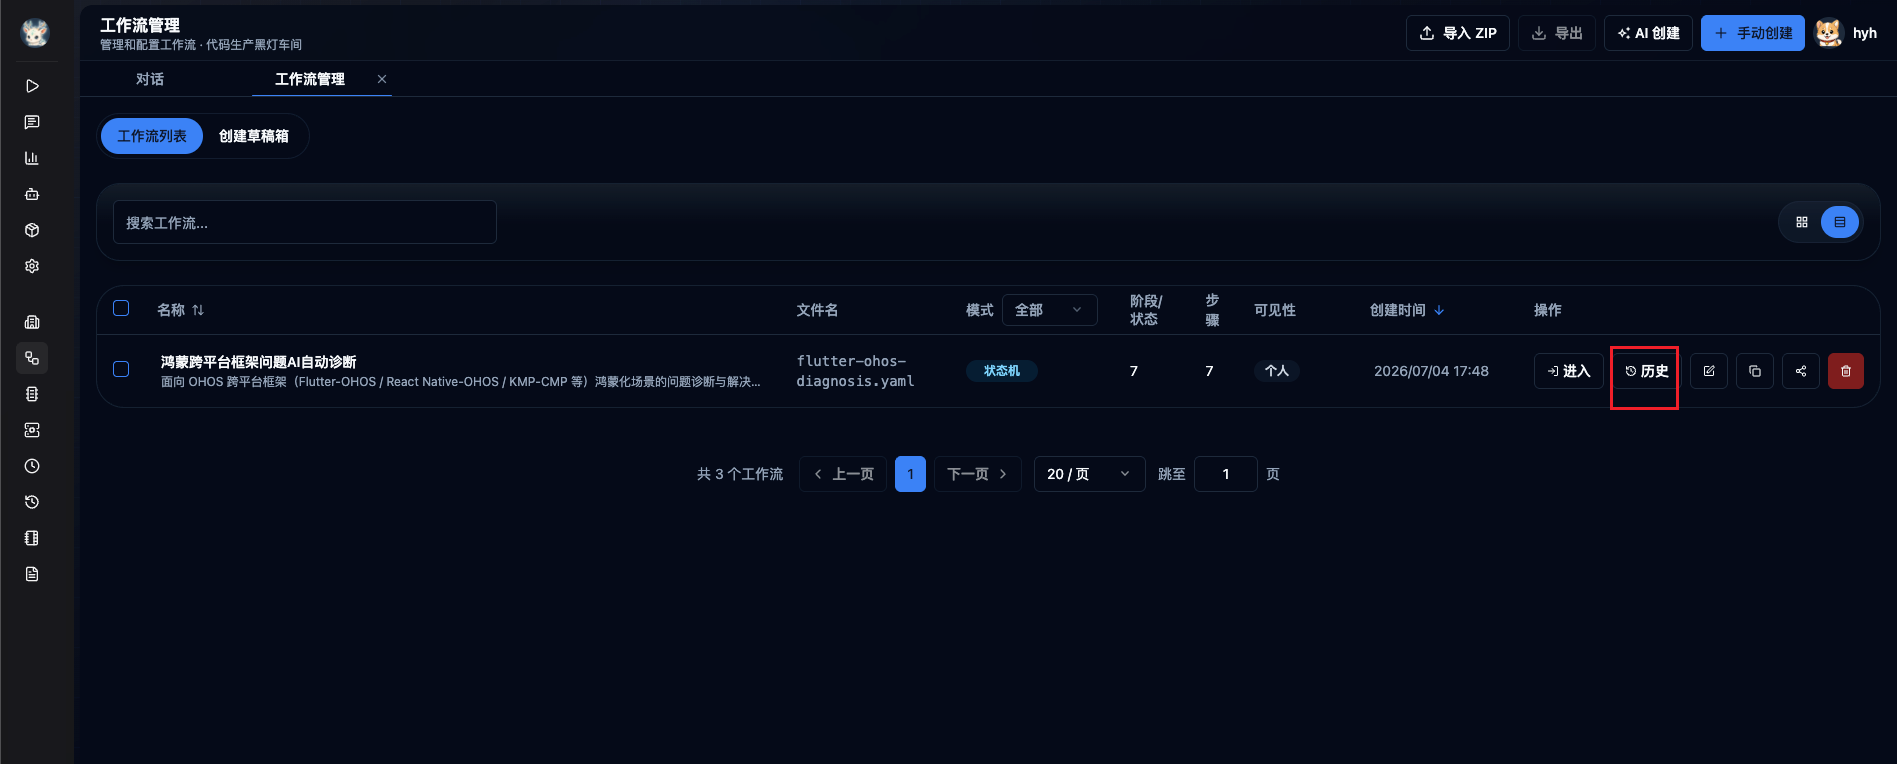 工作流管理
管理和配置工作流 · 代码生产黑灯车间
导入 ZIP
导出
AI 创建
手动创建
hyh
对话
工作流管理
工作流列表
创建草稿箱
搜索工作流...
名称
文件名
模式
全部
阶段/
状态
步
骤
可见性
创建时间
操作
鸿蒙跨平台框架问题AI自动诊断
面向 OHOS 跨平台框架（Flutter-OHOS / React Native-OHOS / KMP-CMP 等）鸿蒙化场景的问题诊断与解决...
flutter-ohos-
diagnosis.yaml
状态机
7
7
个人
2026/07/04 17:48
进入
历史
共 3 个工作流
上一页
1
下一页
20 / 页
跳至
1
页